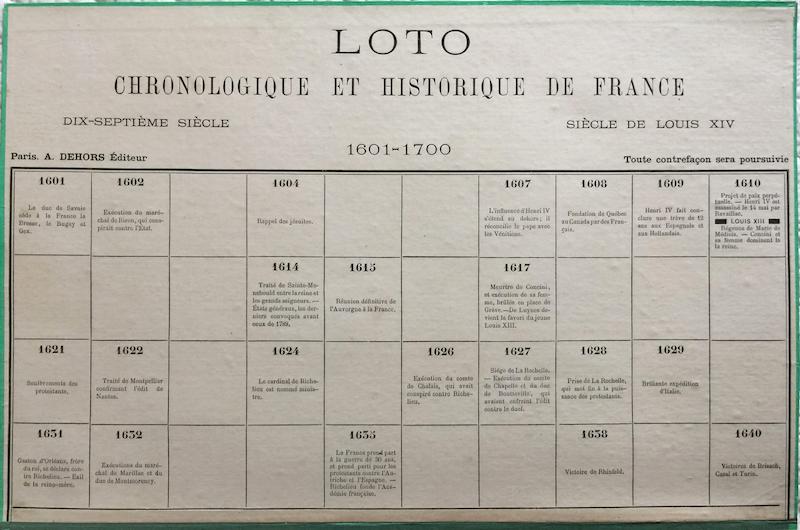 LOTO
CHRONOLOGIQUE ET HISTORIQUE DE FRANCE
DIX-SEPTIÈME SIÈCLE
SIÈCLE DE LOUIS XIV
1601-1700
Paris. A. DEHORS Éditeur
Toute contrefaçon sera poursuivie
1601
Le duc de Savoie
cède à la France la
Bresse, le Bugey et
Gex.
1602
Exécution du maré-
chal de Biron, qui cons-
pirait contre l'État.
1604
Rappel des jésuites.
1607
L'influence d'Henri IV
s'étend au dehors; il
réconcilie le pape avec
les Vénitiens.
1608
Fondation de Québec
au Canada par des Fran-
çais.
1609
Henri IV fait con-
clure une trève de 12
ans aux Espagnols et
aux Hollandais.
1610
Projet de paix perpé-
tuelle. — Henri IV est
assassiné le 14 mai par
Ravaillac.
LOUIS XIII
Régence de Marie de
Médicis. — Concini et
sa femme dominent la
la reine.
1614
Traité de Sainte-Me-
nehould entre la reine et
les grands seigneurs. —
États généraux, les der-
niers convoqués avant
ceux de 1789.
1615
Réunion définitive de
l'Auvergne à la France.
1617
Meurtre de Concini,
et exécution de sa fem-
me, brûlée en place de
Grève.—De Luynes de-
vient le favori du jeune
Louis XIII.
1621
Soulèvements des
protestants.
1622
Traité de Montpellier
confirmant l'édit de
Nantes.
1624
Le cardinal de Riche-
lieu est nommé minis-
tre.
1626
Exécution du comte
de Chalais, qui avait
conspiré contre Riche-
lieu.
1627
Siége de La Rochelle.
— Exécution du comte
de Chapelle et du duc
de Bouteville, qui
avaient enfreint l'édit
contre le duel.
1628
Prise de La Rochelle,
qui met fin à la puis-
sance des protestants.
1629
Brillante expédition
d'Italie.
1631
Gaston d'Orléans, frère
du roi, se déclare con-
tre Richelieu. — Exil
de la reine-mère.
1632
Exécutions du maré-
chal de Marillac et du
duc de Montmorency.
1635
La France prend part
à la guerre de 30 ans,
et prend parti pour les
protestants contre l'Au-
triche et l'Espagne. —
Richelieu fonde l'Aca-
démie française.
1638
Victoire de Rhinfeld.
1640
Victoires de Brisach,
Casal et Turin.